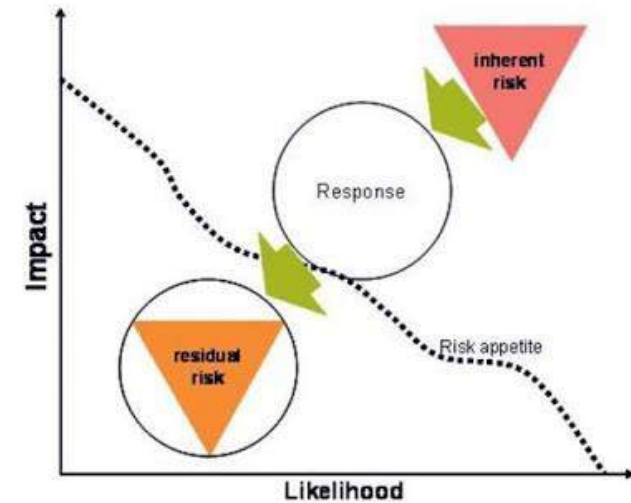 inherent
risk
Response
Impact
Risk appetite
residual
risk
Likelihood